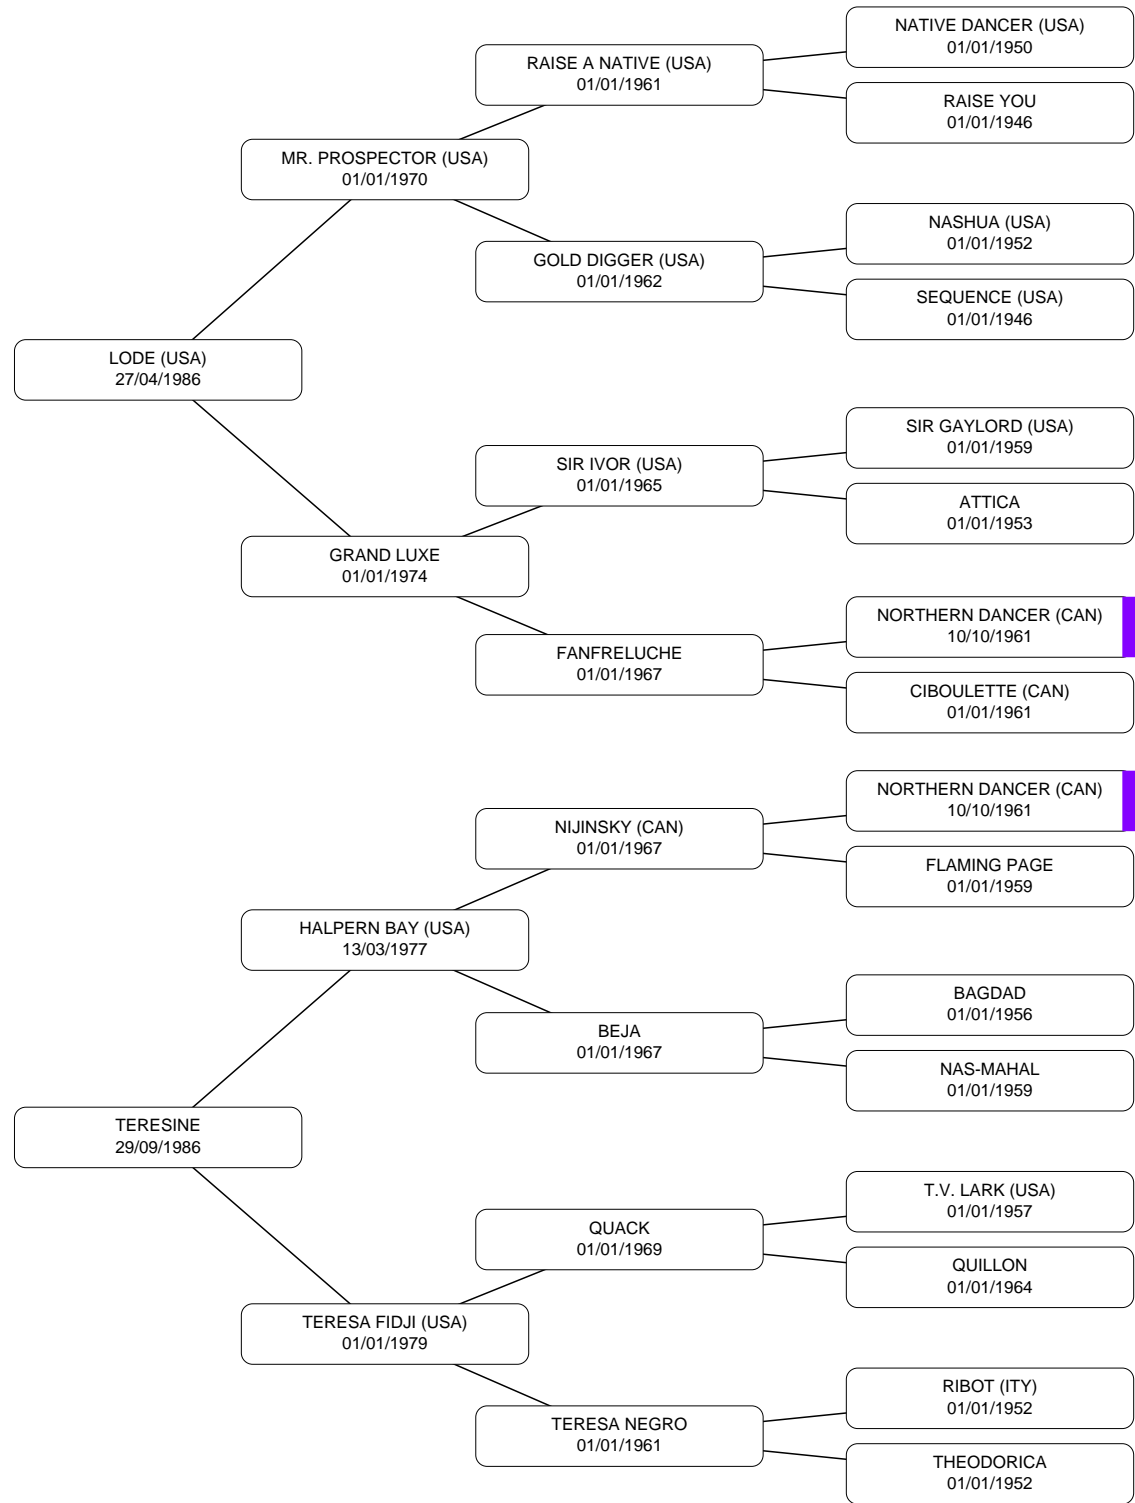 NATIVE DANCER (USA)
01/01/1950
RAISE A NATIVE (USA)
01/01/1961
RAISE YOU
01/01/1946
MR. PROSPECTOR (USA)
01/01/1970
NASHUA (USA)
01/01/1952
GOLD DIGGER (USA)
01/01/1962
SEQUENCE (USA)
01/01/1946
LODE (USA)
27/04/1986
SIR GAYLORD (USA)
01/01/1959
SIR IVOR (USA)
01/01/1965
ATTICA
01/01/1953
GRAND LUXE
01/01/1974
NORTHERN DANCER (CAN)
10/10/1961
FANFRELUCHE
01/01/1967
CIBOULETTE (CAN)
01/01/1961
NORTHERN DANCER (CAN)
10/10/1961
NIJINSKY (CAN)
01/01/1967
FLAMING PAGE
01/01/1959
HALPERN BAY (USA)
13/03/1977
BAGDAD
01/01/1956
BEJA
01/01/1967
NAS-MAHAL
01/01/1959
TERESINE
29/09/1986
T.V. LARK (USA)
01/01/1957
QUACK
01/01/1969
QUILLON
01/01/1964
TERESA FIDJI (USA)
01/01/1979
RIBOT (ITY)
01/01/1952
TERESA NEGRO
01/01/1961
THEODORICA
01/01/1952